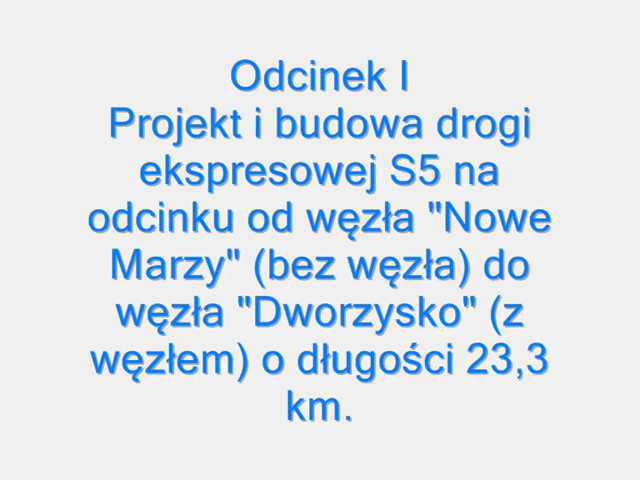 Odcinek I
Projekt i budowa drogi
ekspresowej S5 na
odcinku od węzła "Nowe
Marzy" (bez węzła) do
węzła "Dworzysko" (z
węzłem) o długości 23,3
km.